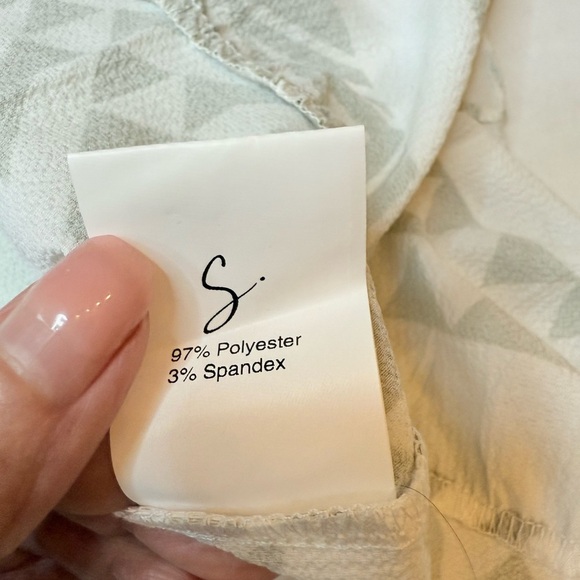 S.
97% Polyester
3% Spandex